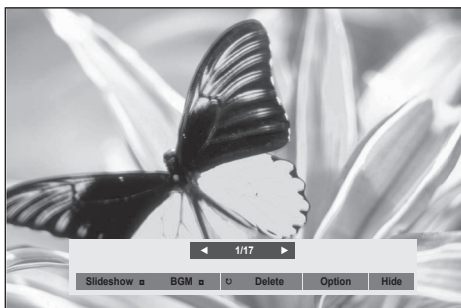 ◄ 1/17 ►
Slideshow ◘ BGM ◘ ↻ Delete Option Hide